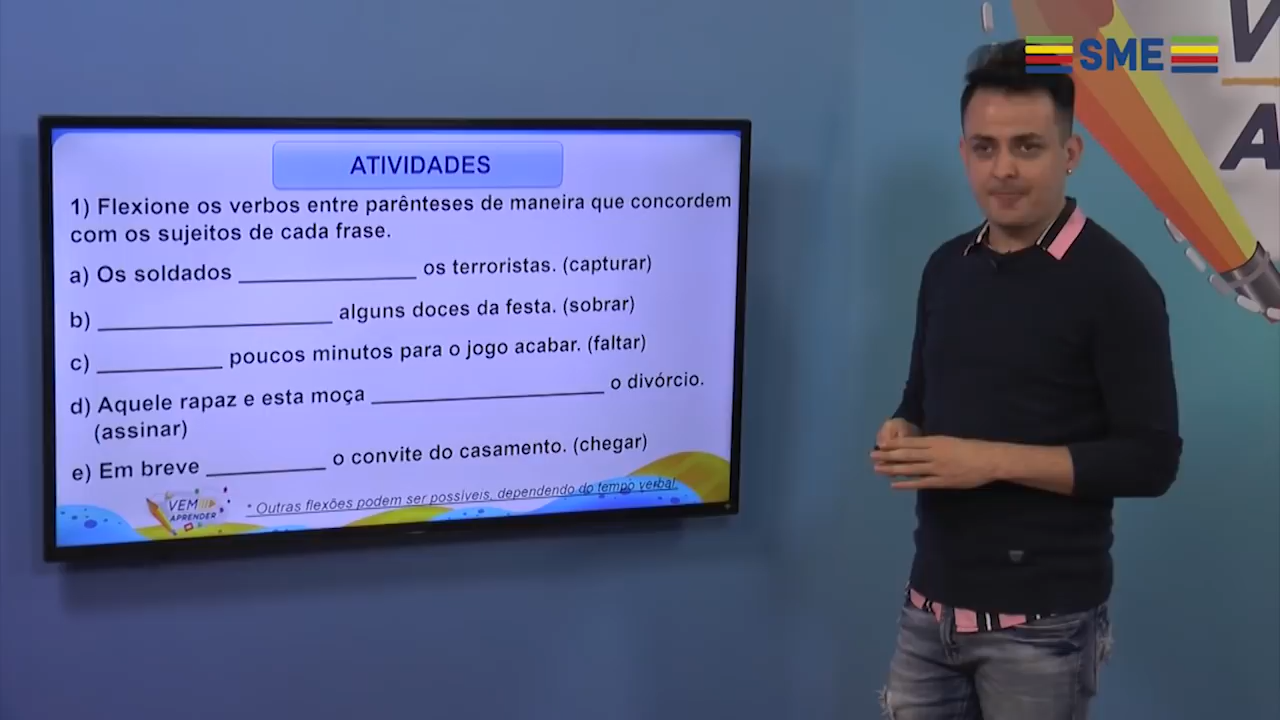 SME
V
A
ATIVIDADES
1) Flexione os verbos entre parênteses de maneira que concordem
com os sujeitos de cada frase.
a) Os soldados ________________ os terroristas. (capturar)
b) _____________________ alguns doces da festa. (sobrar)
c) ___________ poucos minutos para o jogo acabar. (faltar)
d) Aquele rapaz e esta moça _____________________ o divórcio.
(assinar)
e) Em breve ___________ o convite do casamento. (chegar)
VEM
APRENDER
* Outras flexões podem ser possíveis, dependendo do tempo verbal.